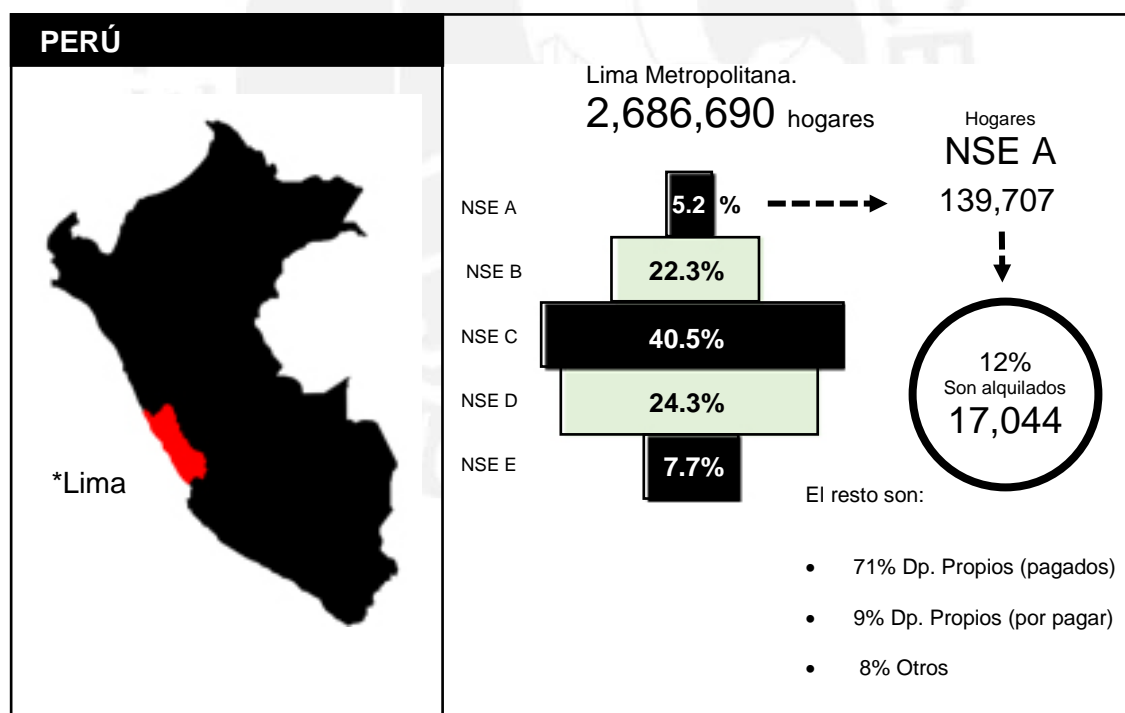 PERÚ
*Lima
Lima Metropolitana.
2,686,690 hogares
NSE A
5.2 %
NSE B
22.3%
NSE C
40.5%
NSE D
24.3%
NSE E
7.7%
Hogares
NSE A
139,707
12%
Son alquilados
17,044
El resto son:
• 71% Dp. Propios (pagados)
• 9% Dp. Propios (por pagar)
• 8% Otros